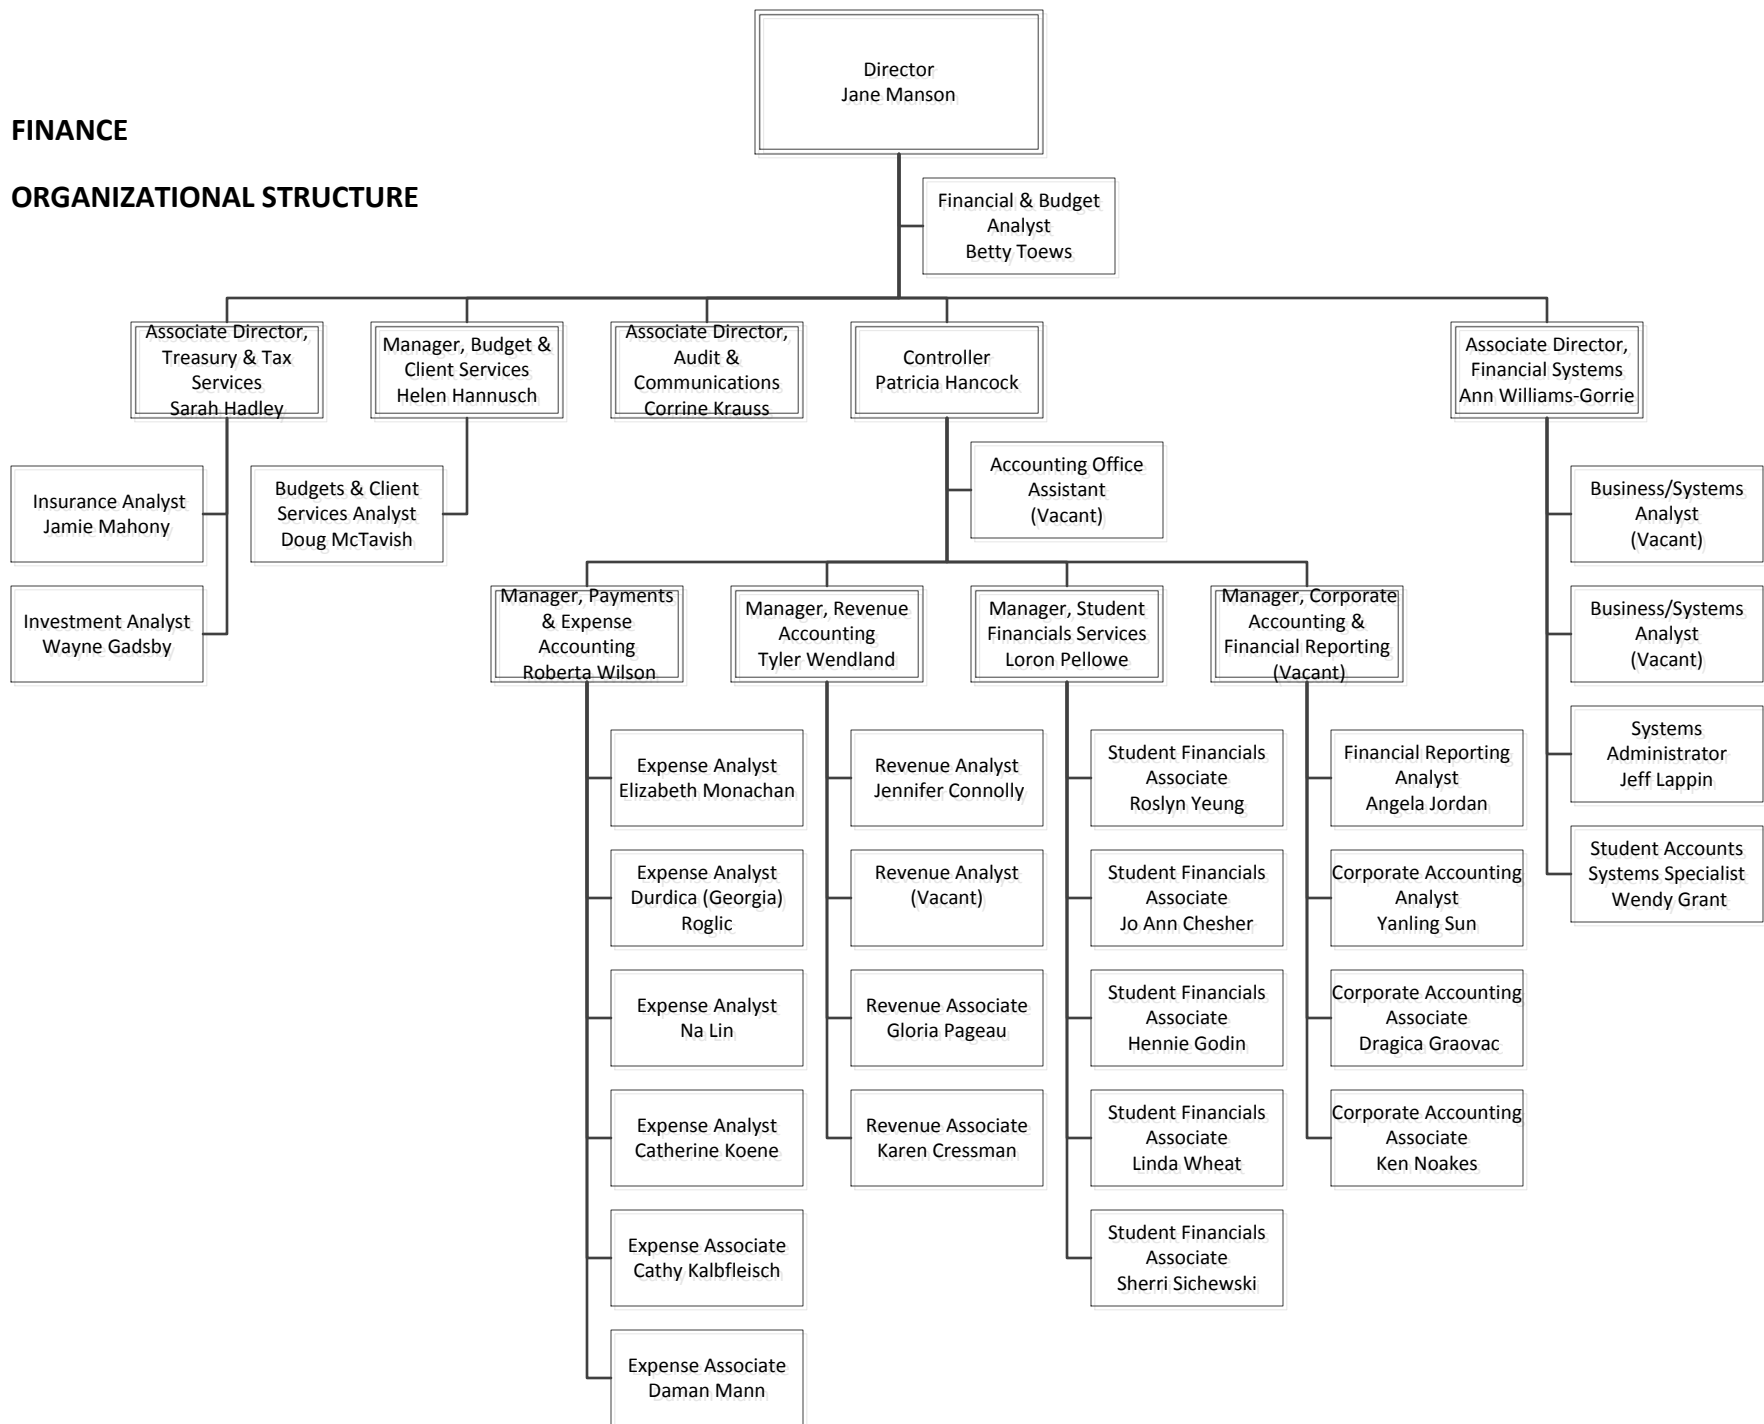 Director
Jane Manson
FINANCE
ORGANIZATIONAL STRUCTURE
Financial & Budget
Analyst
Betty Toews
Associate Director,
Treasury & Tax
Services
Sarah Hadley
Manager, Budget &
Client Services
Helen Hannusch
Associate Director,
Audit &
Communications
Corrine Krauss
Controller
Patricia Hancock
Associate Director,
Financial Systems
Ann Williams-Gorrie
Insurance Analyst
Jamie Mahony
Investment Analyst
Wayne Gadsby
Budgets & Client
Services Analyst
Doug McTavish
Accounting Office
Assistant
(Vacant)
Manager, Payments
& Expense
Accounting
Roberta Wilson
Manager, Revenue
Accounting
Tyler Wendland
Manager, Student
Financials Services
Loron Pellowe
Manager, Corporate
Accounting &
Financial Reporting
(Vacant)
Expense Analyst
Elizabeth Monachan
Expense Analyst
Durdica (Georgia)
Roglic
Expense Analyst
Na Lin
Expense Analyst
Catherine Koene
Expense Associate
Cathy Kalbfleisch
Expense Associate
Daman Mann
Revenue Analyst
Jennifer Connolly
Revenue Analyst
(Vacant)
Revenue Associate
Gloria Pageau
Revenue Associate
Karen Cressman
Student Financials
Associate
Roslyn Yeung
Student Financials
Associate
Jo Ann Chesher
Student Financials
Associate
Hennie Godin
Student Financials
Associate
Linda Wheat
Student Financials
Associate
Sherri Sichewski
Financial Reporting
Analyst
Angela Jordan
Corporate Accounting
Analyst
Yanling Sun
Corporate Accounting
Associate
Dragica Graovac
Corporate Accounting
Associate
Ken Noakes
Business/Systems
Analyst
(Vacant)
Business/Systems
Analyst
(Vacant)
Systems
Administrator
Jeff Lappin
Student Accounts
Systems Specialist
Wendy Grant